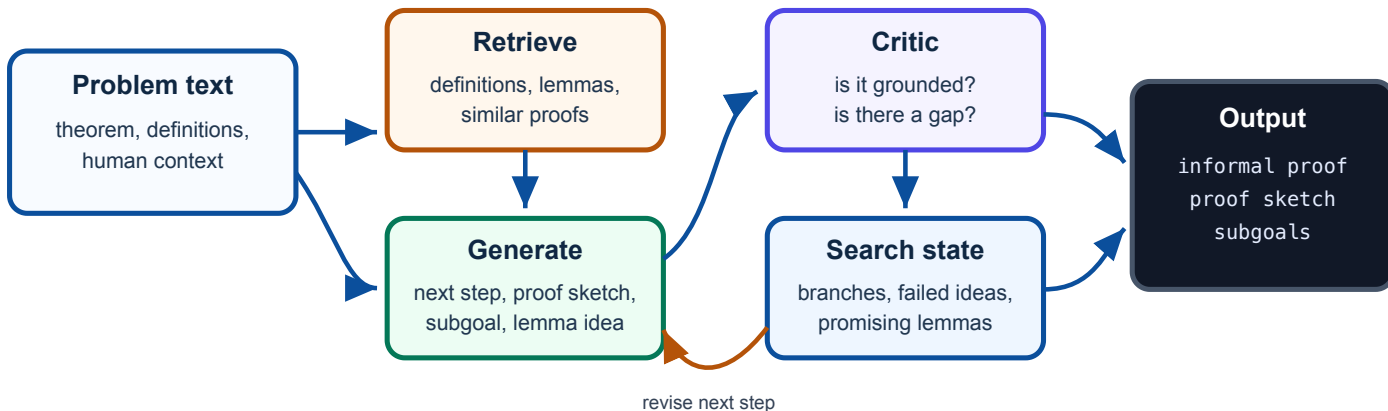 Problem text
theorem, definitions,
human context
Retrieve
definitions, lemmas,
similar proofs
Generate
next step, proof sketch,
subgoal, lemma idea
Critic
is it grounded?
is there a gap?
Search state
branches, failed ideas,
promising lemmas
revise next step
Output
informal proof
proof sketch
subgoals